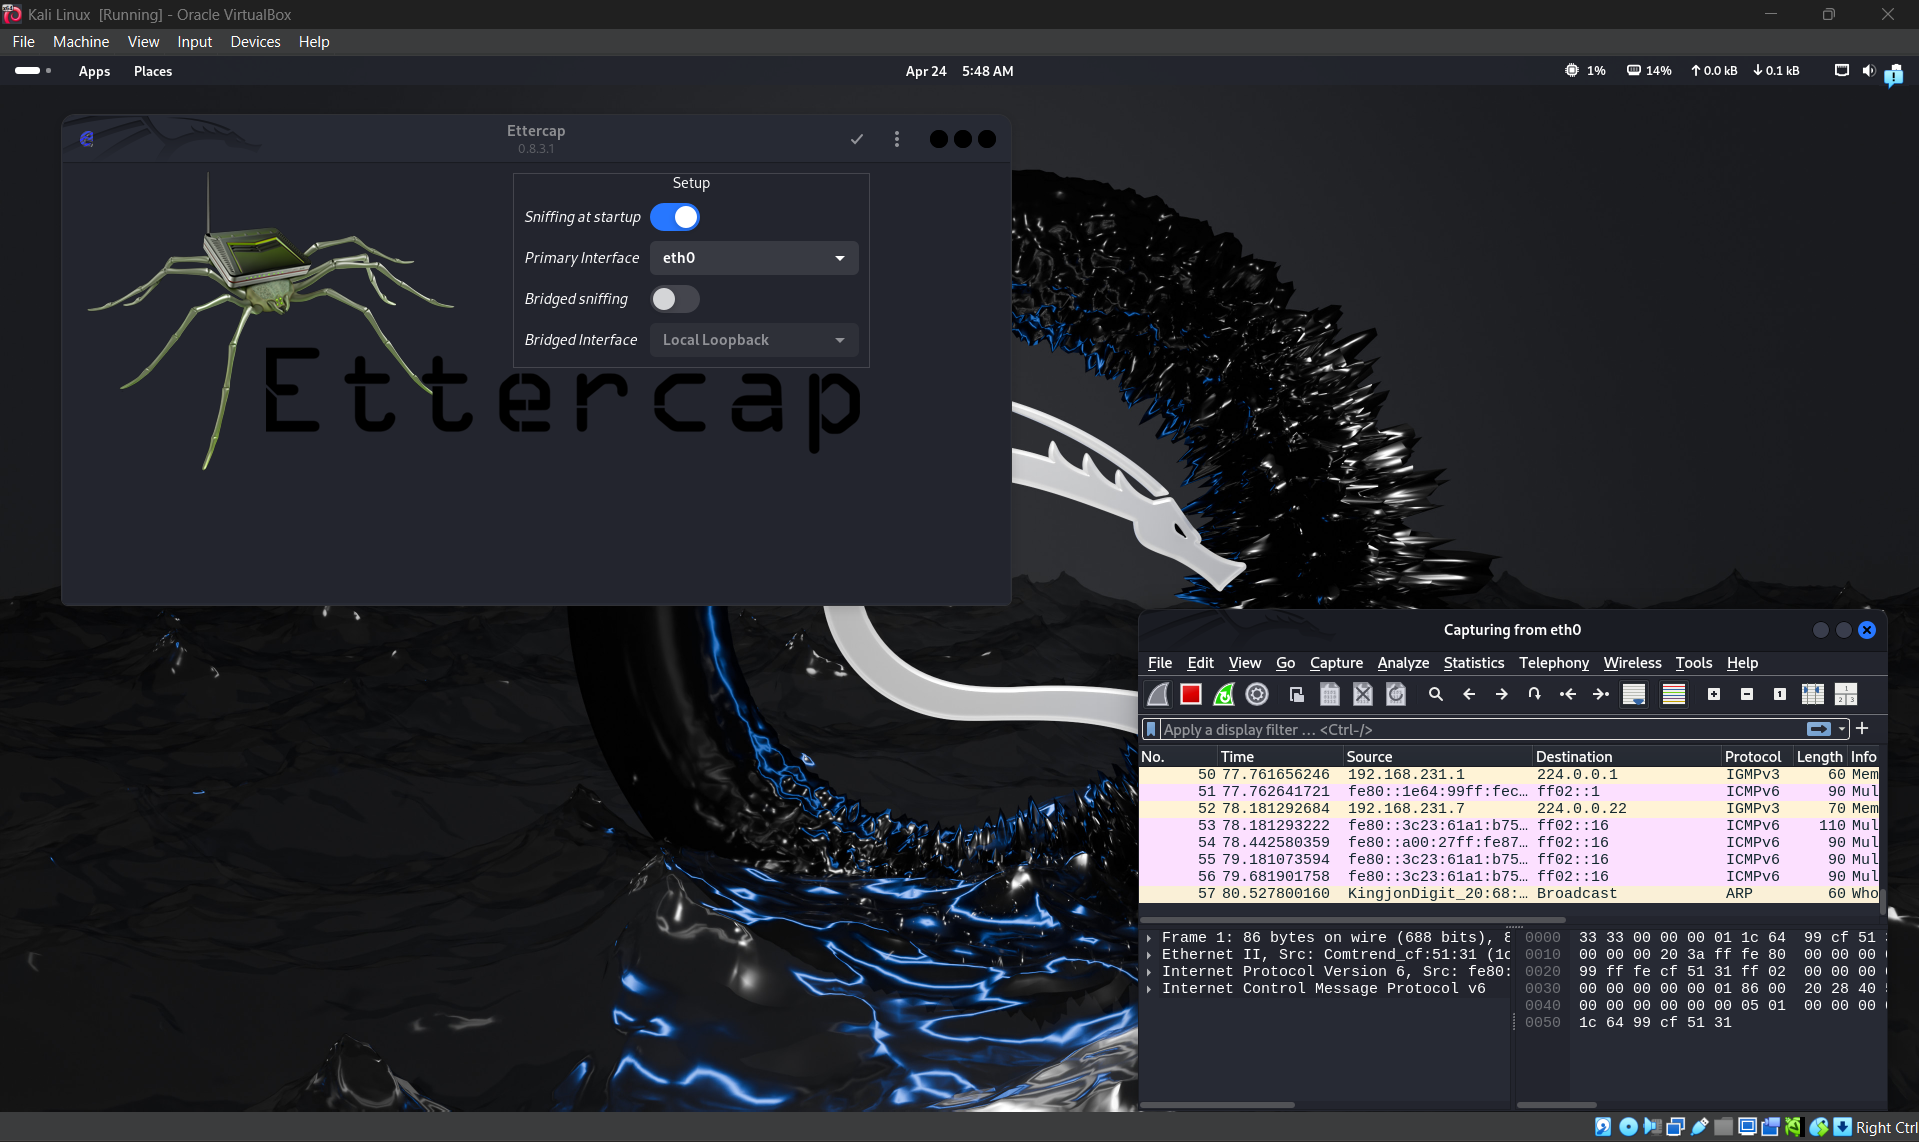 Kali Linux [Running] - Oracle VirtualBox
File Machine View Input Devices Help
Apps Places Apr 24 5:48 AM 1% 14% 0.0 kB 0.1 kB
Ettercap
0.8.3.1
Setup
Sniffing at startup
Primary Interface eth0
Bridged sniffing
Bridged Interface Local Loopback
Ettercap
Capturing from eth0
File Edit View Go Capture Analyze Statistics Telephony Wireless Tools Help
Apply a display filter … <Ctrl-/>
No. Time Source Destination Protocol Length Info
50 77.761656246 192.168.231.1 224.0.0.1 IGMPv3 60 Mem
51 77.762641721 fe80::1e64:99ff:fec… ff02::1 ICMPv6 90 Mul
52 78.181292684 192.168.231.7 224.0.0.22 IGMPv3 70 Mem
53 78.181293222 fe80::3c23:61a1:b75… ff02::16 ICMPv6 110 Mul
54 78.442580359 fe80::a00:27ff:fe87… ff02::16 ICMPv6 90 Mul
55 79.181073594 fe80::3c23:61a1:b75… ff02::16 ICMPv6 90 Mul
56 79.681901758 fe80::3c23:61a1:b75… ff02::16 ICMPv6 90 Mul
57 80.527800160 KingjonDigit_20:68:… Broadcast ARP 60 Who
Frame 1: 86 bytes on wire (688 bits), 8
Ethernet II, Src: Comtrend_cf:51:31 (1c
Internet Protocol Version 6, Src: fe80:
Internet Control Message Protocol v6
0000 33 33 00 00 00 01 1c 64 99 cf 51
0010 00 00 00 20 3a ff fe 80 00 00 00
0020 99 ff fe cf 51 31 ff 02 00 00 00
0030 00 00 00 00 00 01 86 00 20 28 40
0040 00 00 00 00 00 00 05 01 00 00 00
0050 1c 64 99 cf 51 31
Right Ctrl